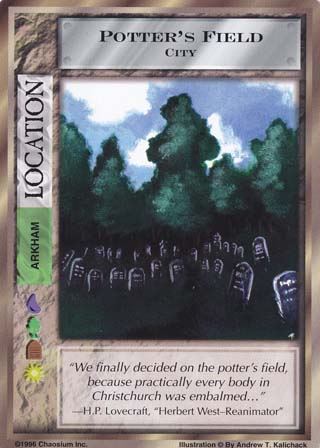 POTTER'S FIELD
CITY
LOCATION
ARKHAM
"We finally decided on the potter's field,
because practically every body in
Christchurch was embalmed..."
—H.P. Lovecraft, "Herbert West–Reanimator"
©1996 Chaosium Inc.
Illustration © By Andrew T. Kalichack